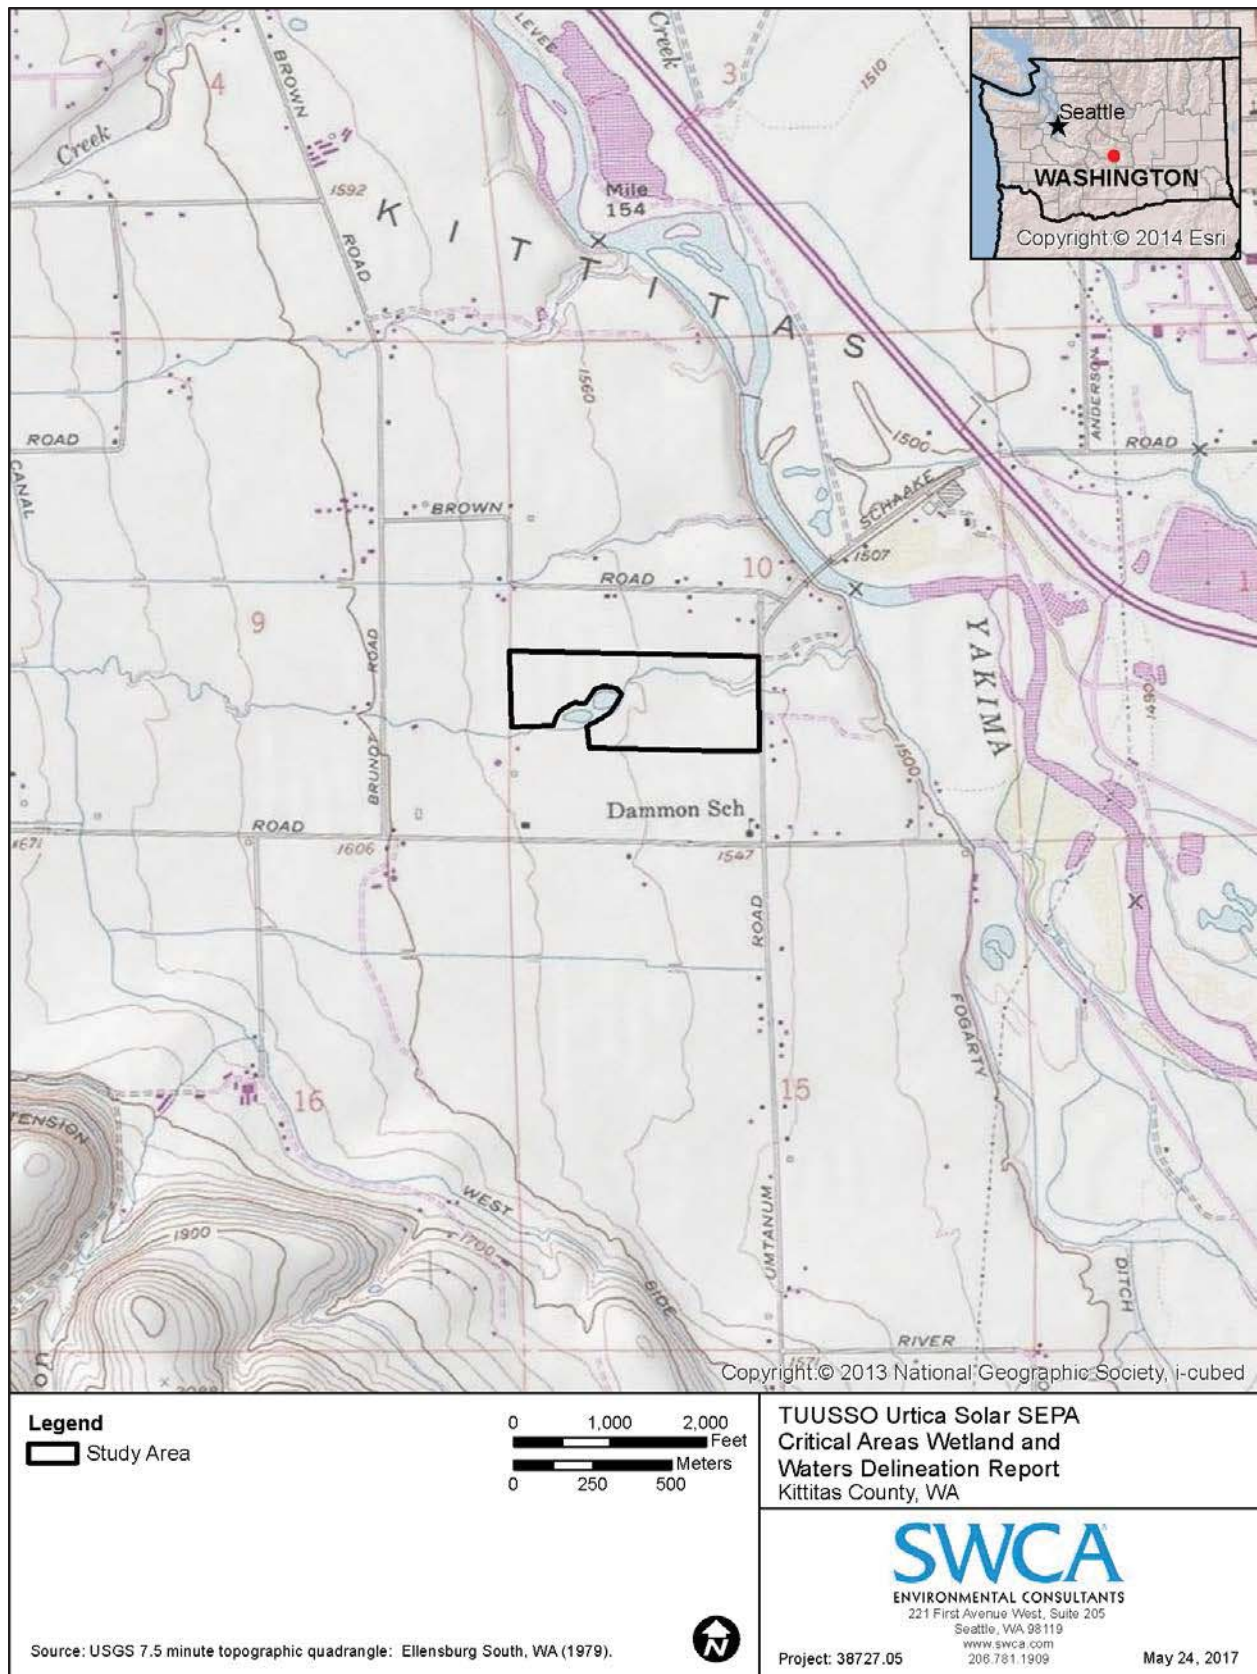 LEVEE
Creek
3
1510
4
BROWN
Creek
1592
ROAD
Mile
154
KITTITAS
Seattle
WASHINGTON
Copyright:© 2014 Esri
1560
ANDERSON
ROAD
1500
ROAD
CANAL
BROWN
SCHAAKE
1507
ROAD
10
1
9
ROAD
YAKIMA
1490
BRUNOT
1500
Dammon Sch
ROAD
1671
1606
1547
ROAD
FOGARTY
16
15
TENSION
WEST
1900
1700
UMTANUM
SIDE
DITCH
RIVER
on
Copyright:© 2013 National Geographic Society, i-cubed
Legend
Study Area
0 1,000 2,000
Feet
Meters
0 250 500
TUUSSO Urtica Solar SEPA
Critical Areas Wetland and
Waters Delineation Report
Kittitas County, WA
SWCA
ENVIRONMENTAL CONSULTANTS
221 First Avenue West, Suite 205
Seattle, WA 98119
www.swca.com
206.781.1909
Source: USGS 7.5 minute topographic quadrangle: Ellensburg South, WA (1979).
N
Project: 38727.05
May 24, 2017